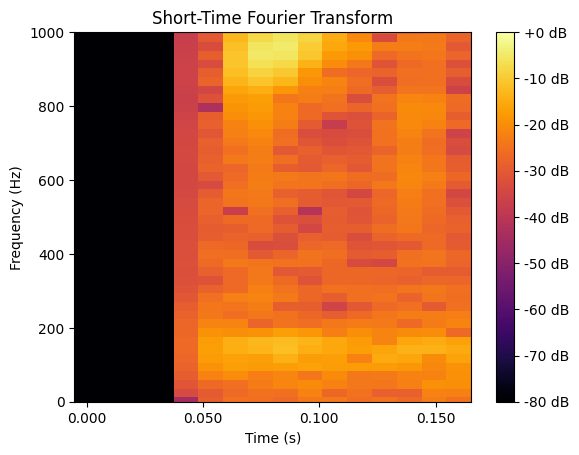 Short-Time Fourier Transform
1000
800
600
400
200
0
Frequency (Hz)
0.000
0.050
0.100
0.150
Time (s)
+0 dB
-10 dB
-20 dB
-30 dB
-40 dB
-50 dB
-60 dB
-70 dB
-80 dB